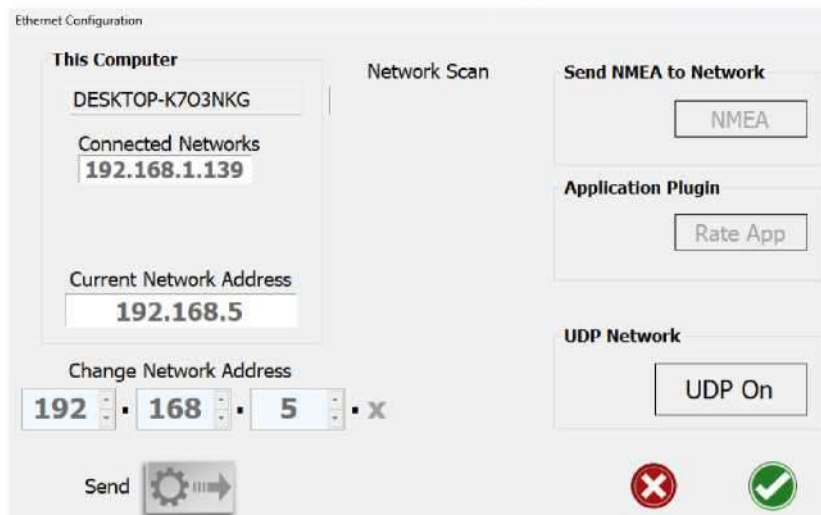 Ethernet Configuration
This Computer
DESKTOP-K7O3NKG
Connected Networks
192.168.1.139
Current Network Address
192.168.5
Change Network Address
192 . 168 . 5 . x
Send
Network Scan
Send NMEA to Network
NMEA
Application Plugin
Rate App
UDP Network
UDP On